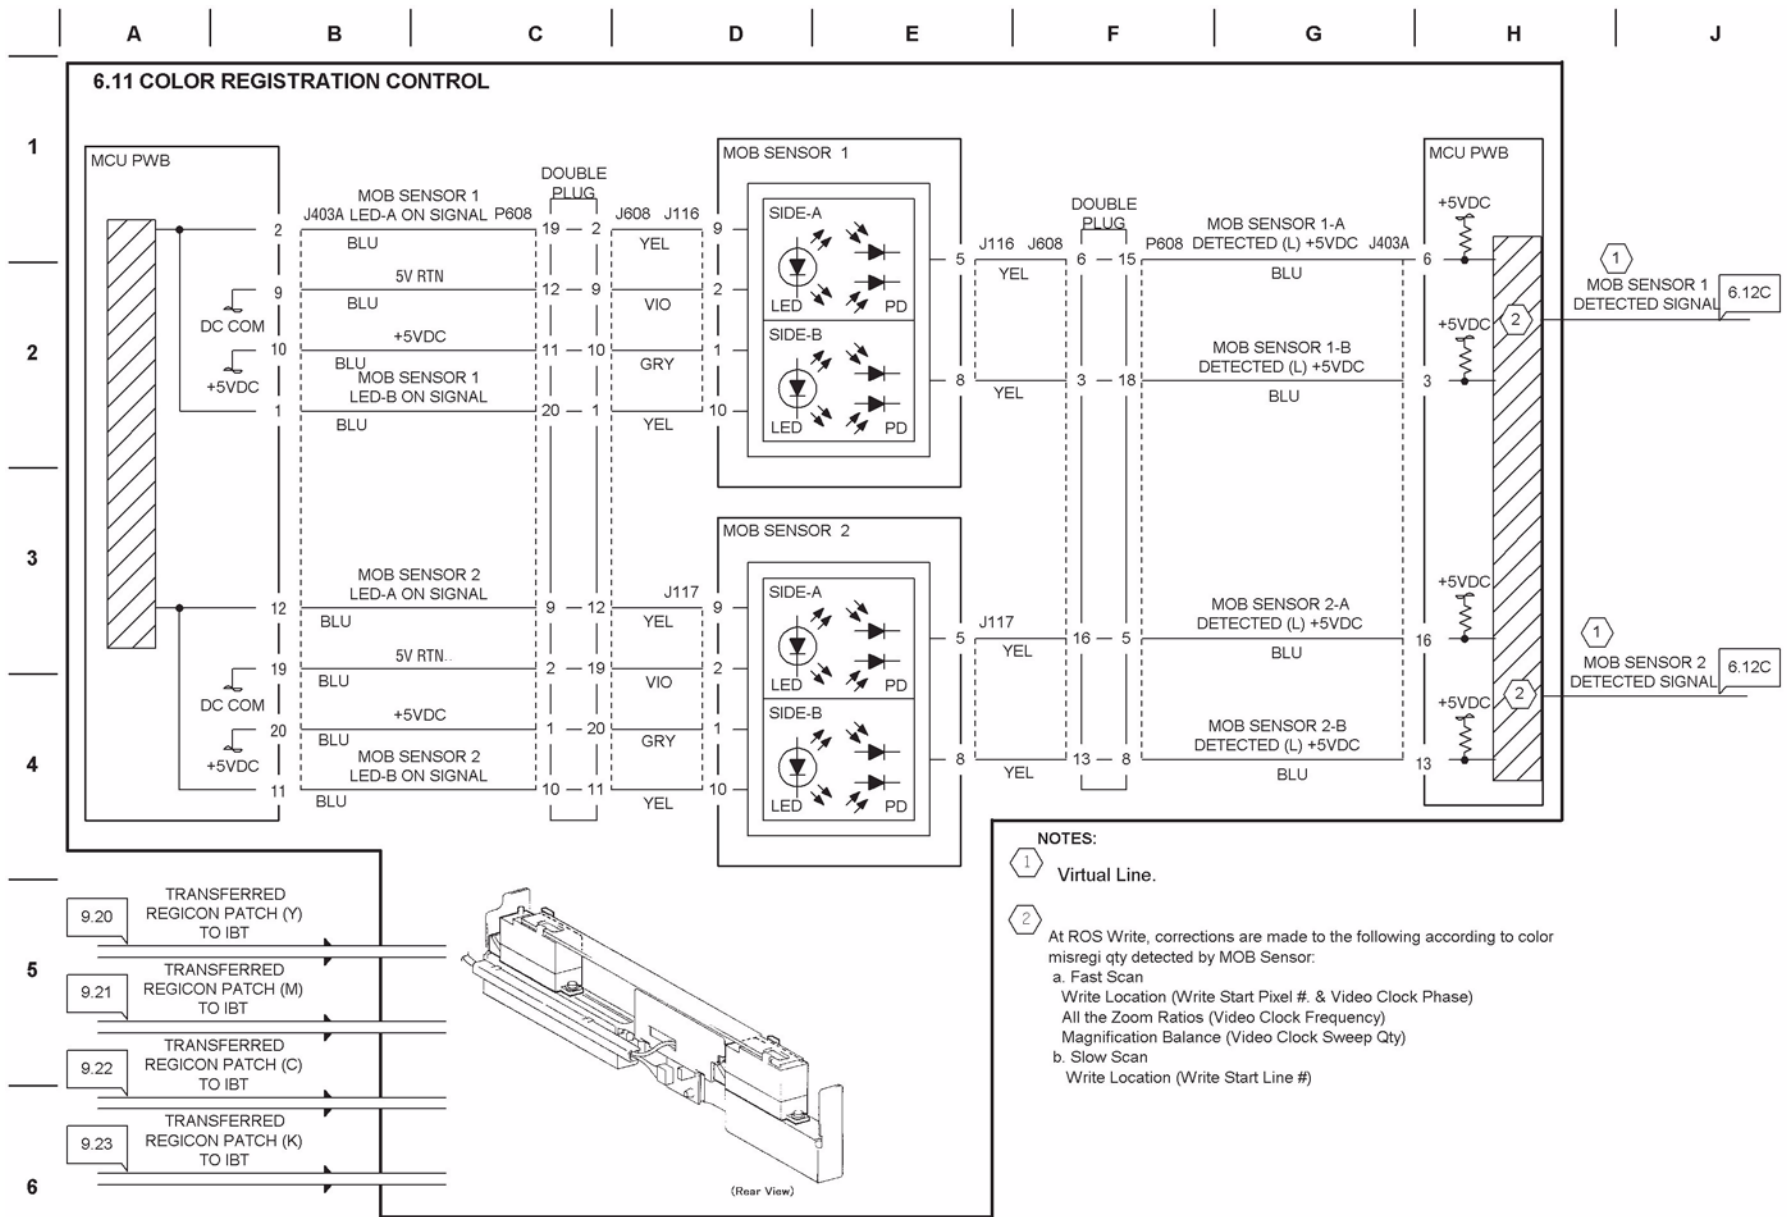 A B C D E F G H J
1
2
3
4
5
6
6.11 COLOR REGISTRATION CONTROL
MCU PWB
2
J403A
MOB SENSOR 1
LED-A ON SIGNAL
P608
BLU
DOUBLE
PLUG
19 2
J608 J116
YEL
9
DC COM
9
5V RTN
BLU
12 9
VIO
2
+5VDC
10
+5VDC
BLU
11 10
GRY
1
1
MOB SENSOR 1
LED-B ON SIGNAL
BLU
20 1
YEL
10
MOB SENSOR 1
SIDE-A
LED PD
SIDE-B
LED PD
5
J116 J608
YEL
DOUBLE
PLUG
6 15
P608
MOB SENSOR 1-A
DETECTED (L) +5VDC
J403A
BLU
6
8
YEL
3 18
MOB SENSOR 1-B
DETECTED (L) +5VDC
BLU
3
MCU PWB
+5VDC
+5VDC
2
1
MOB SENSOR 1
DETECTED SIGNAL
6.12C
12
MOB SENSOR 2
LED-A ON SIGNAL
BLU
9 12
J117
YEL
9
DC COM
19
5V RTN..
BLU
2 19
VIO
2
+5VDC
20
+5VDC
BLU
1 20
GRY
1
11
MOB SENSOR 2
LED-B ON SIGNAL
BLU
10 11
YEL
10
MOB SENSOR 2
SIDE-A
LED PD
SIDE-B
LED PD
5
J117
YEL
16 5
MOB SENSOR 2-A
DETECTED (L) +5VDC
BLU
16
8
YEL
13 8
MOB SENSOR 2-B
DETECTED (L) +5VDC
BLU
13
+5VDC
+5VDC
2
1
MOB SENSOR 2
DETECTED SIGNAL
6.12C
9.20
TRANSFERRED
REGICON PATCH (Y)
TO IBT
9.21
TRANSFERRED
REGICON PATCH (M)
TO IBT
9.22
TRANSFERRED
REGICON PATCH (C)
TO IBT
9.23
TRANSFERRED
REGICON PATCH (K)
TO IBT
(Rear View)
NOTES:
1
Virtual Line.
2
At ROS Write, corrections are made to the following according to color
misregi qty detected by MOB Sensor:
a. Fast Scan
Write Location (Write Start Pixel #. & Video Clock Phase)
All the Zoom Ratios (Video Clock Frequency)
Magnification Balance (Video Clock Sweep Qty)
b. Slow Scan
Write Location (Write Start Line #)